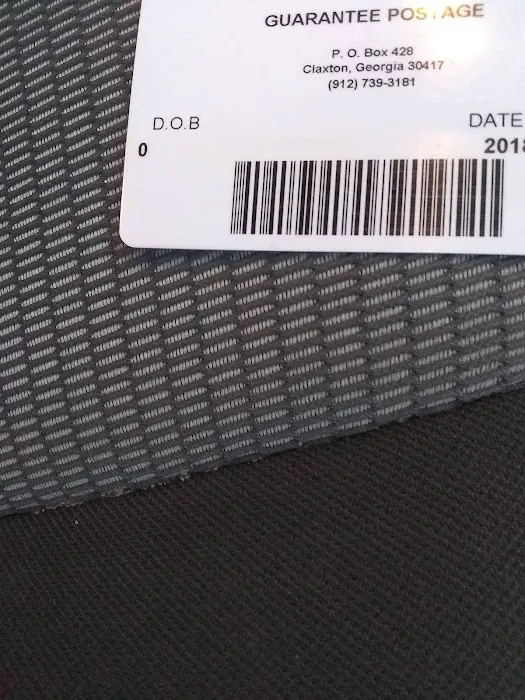 GUARANTEE POSTAGE
P. O. Box 428
Claxton, Georgia 30417
(912) 739-3181
D.O.B
DATE
0
2018